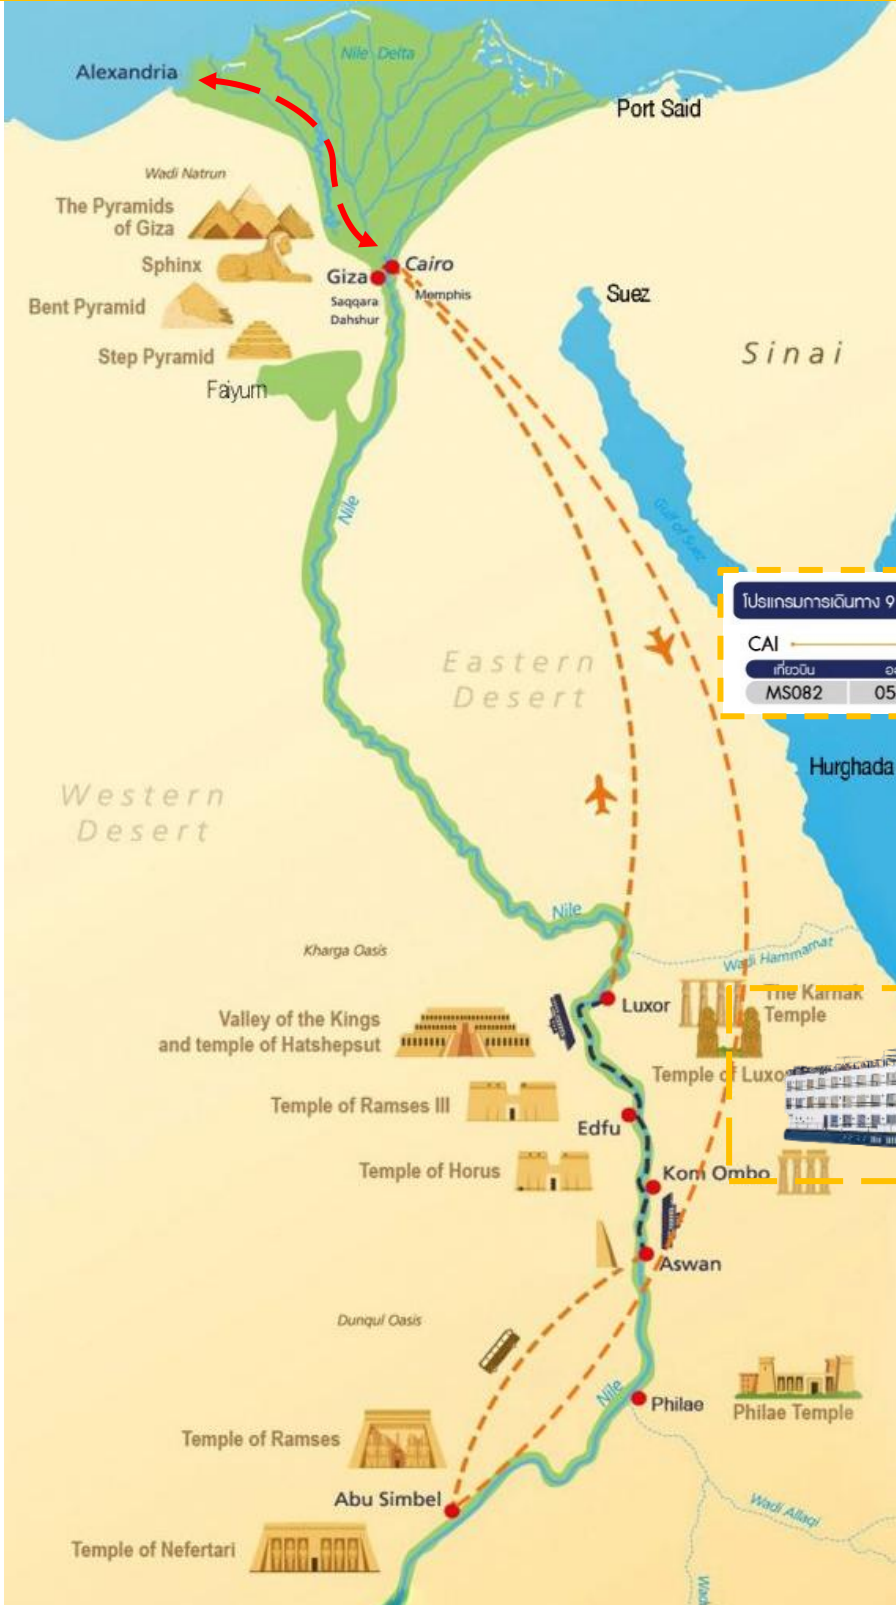 Nile Delta
Alexandria
Port Said
Wadi Natrun
The Pyramids
of Giza
Sphinx
Cairo
Giza
Memphis
Saqqara
Dahshur
Bent Pyramid
Suez
Step Pyramid
Sinai
Faiyum
Nile
Gulf of Suez
โปรแกรมการเดินทาง 9
CAI
เที่ยวบิน
MS082
05
Eastern
Desert
Hurghada
Western
Desert
Nile
Kharga Oasis
Wadi Hammamat
The Karnak
Temple
Luxor
Valley of the Kings
and temple of Hatshepsut
Temple of Luxo
Temple of Ramses III
Edfu
Temple of Horus
Kom Ombo
Aswan
Dunqul Oasis
Nile
Philae
Philae Temple
Temple of Ramses
Abu Simbel
Wadi Allaqi
Temple of Nefertari
Wad